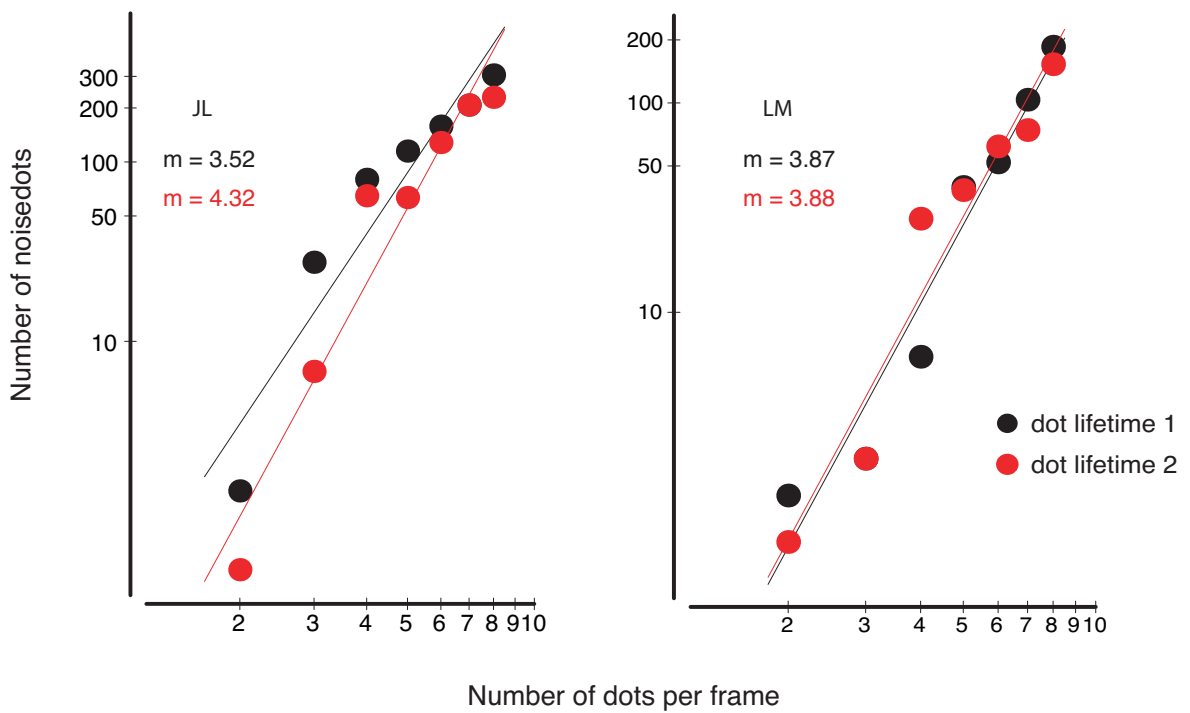 Number of noisedots
300
200
100
50
10
JL
m = 3.52
m = 4.32
2 3 4 5 6 7 8 9 10
200
100
50
10
LM
m = 3.87
m = 3.88
dot lifetime 1
dot lifetime 2
2 3 4 5 6 7 8 9 10
Number of dots per frame